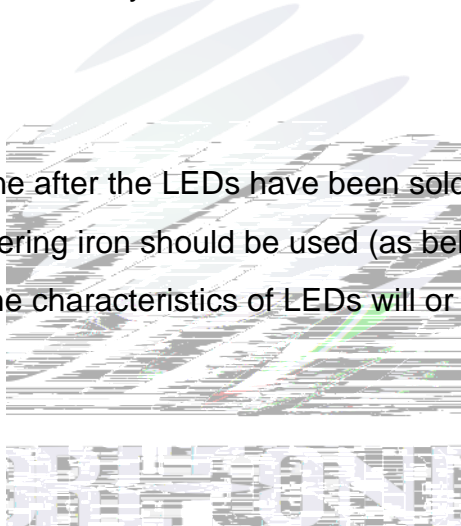 ne after the LEDs have been sold
ering iron should be used (as bel
e characteristics of LEDs will or